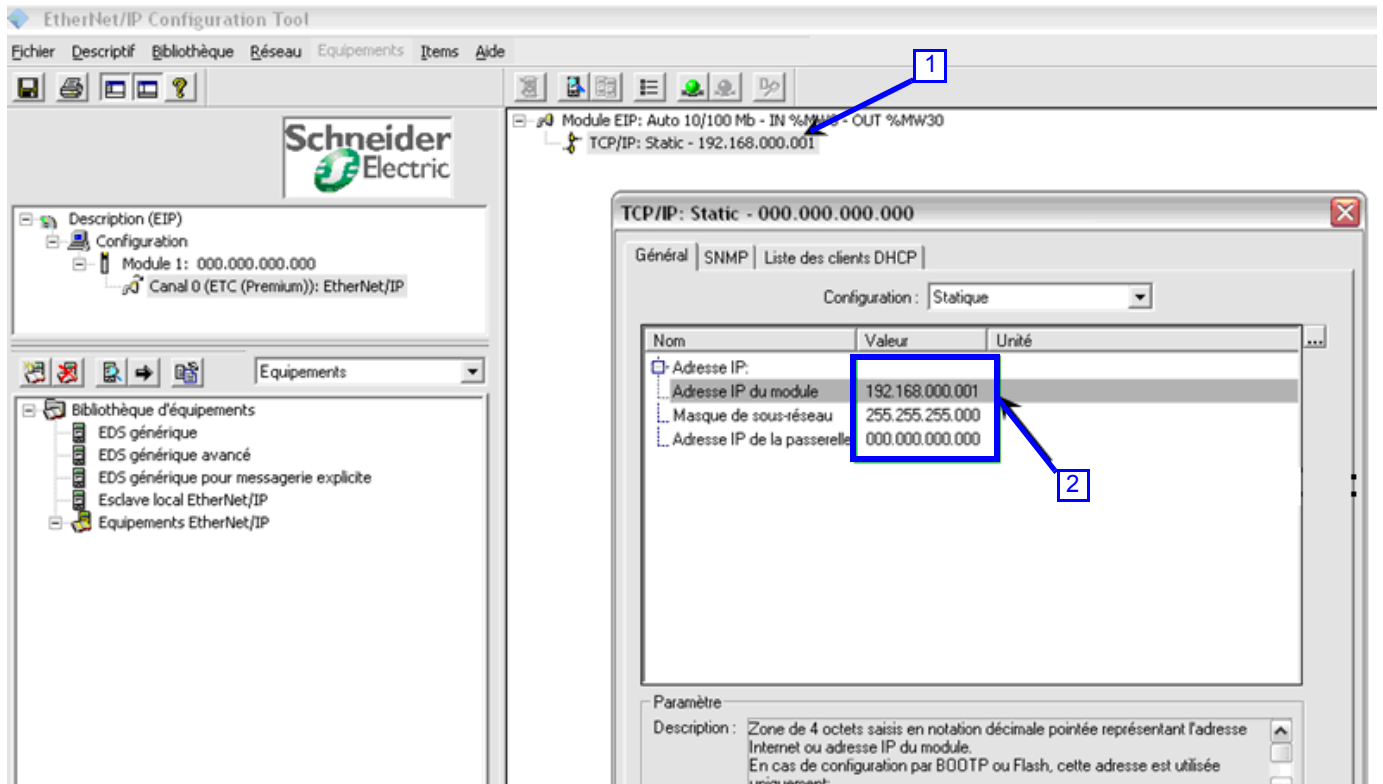 EtherNet/IP Configuration Tool
Fichier Descriptif Bibliothèque Réseau Equipements Items Aide
1
Module EIP: Auto 10/100 Mb - IN %MW0 - OUT %MW30
TCP/IP: Static - 192.168.000.001
Schneider
Electric
Description (EIP)
Configuration
Module 1: 000.000.000.000
Canal 0 (ETC (Premium)): EtherNet/IP
Equipements
Bibliothèque d'équipements
EDS générique
EDS générique avancé
EDS générique pour messagerie explicite
Esclave local EtherNet/IP
Equipements EtherNet/IP
TCP/IP: Static - 000.000.000.000
Général SNMP Liste des clients DHCP
Configuration : Statique
Nom Valeur Unité
...
Adresse IP:
Adresse IP du module 192.168.000.001
Masque de sous-réseau 255.255.255.000
Adresse IP de la passerelle 000.000.000.000
2
Paramètre
Description : Zone de 4 octets saisis en notation décimale pointée représentant l'adresse
Internet ou adresse IP du module.
En cas de configuration par BOOTP ou Flash, cette adresse est utilisée
uniquement: